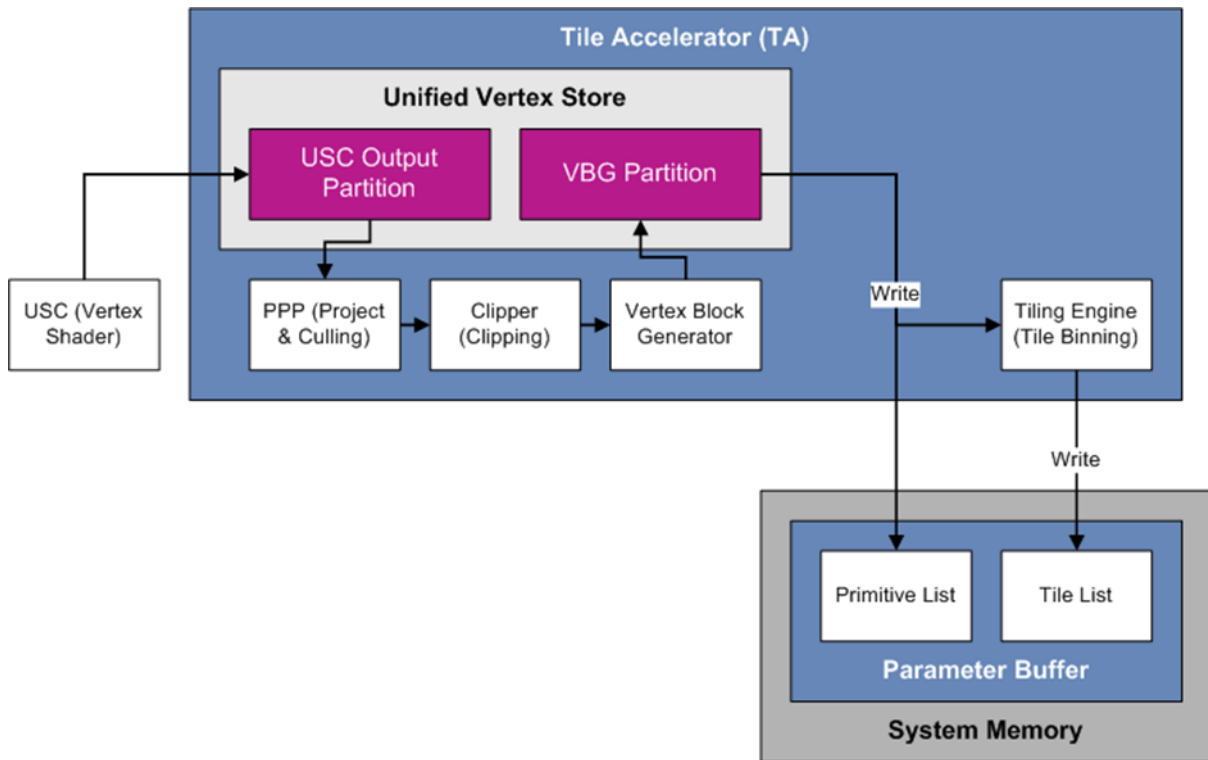 Tile Accelerator (TA)
Unified Vertex Store
USC Output
Partition
VBG Partition
USC (Vertex
Shader)
PPP (Project
& Culling)
Clipper
(Clipping)
Vertex Block
Generator
Write
Tiling Engine
(Tile Binning)
Write
Primitive List
Tile List
Parameter Buffer
System Memory